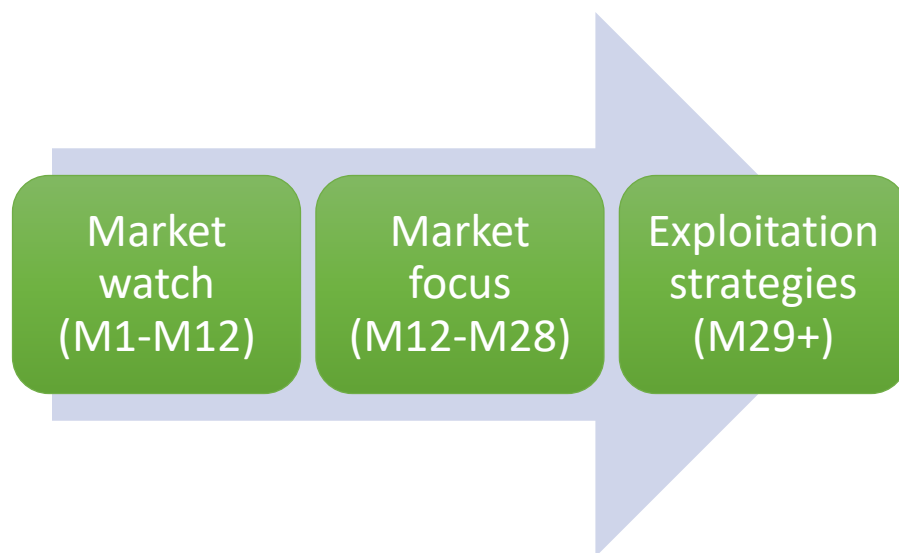 Market
watch
(M1-M12)
Market
focus
(M12-M28)
Exploitation
strategies
(M29+)